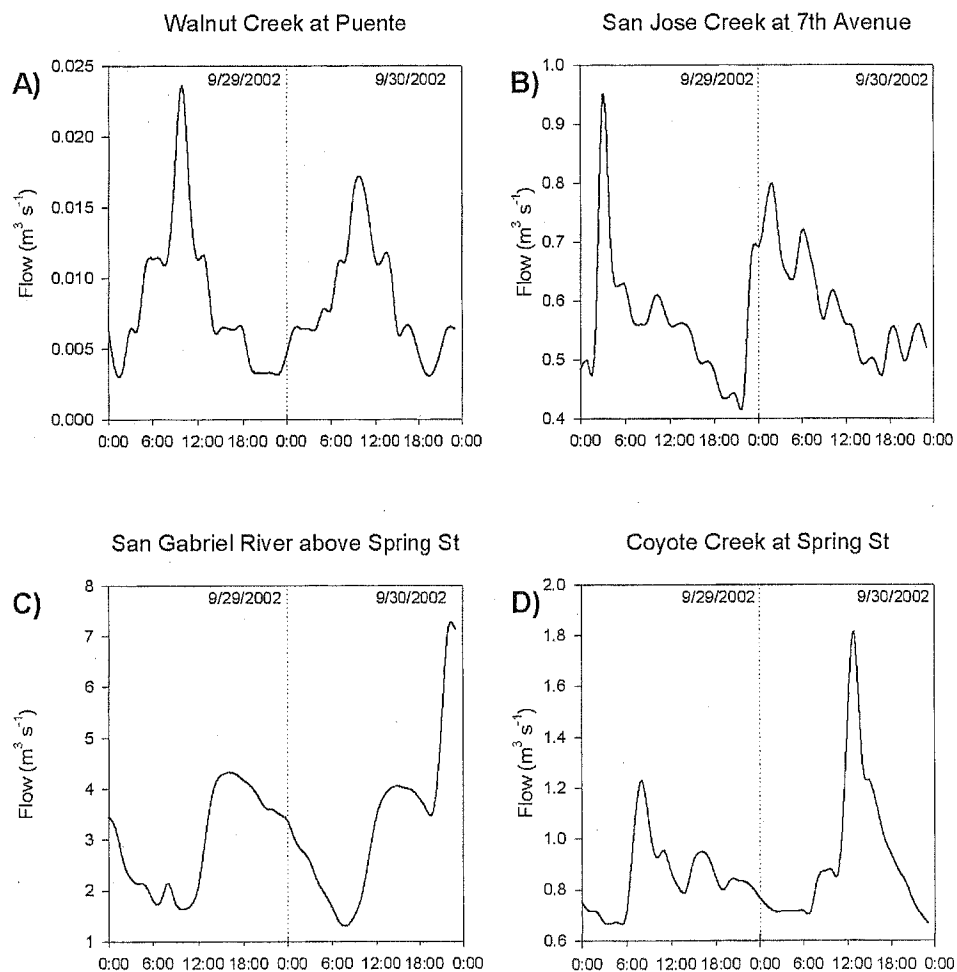 Walnut Creek at Puente
A)
9/29/2002 9/30/2002
0.025
0.020
0.015
0.010
0.005
0.000
Flow (m³ s⁻¹)
0:00 6:00 12:00 18:00 0:00 6:00 12:00 18:00 0:00
San Jose Creek at 7th Avenue
B)
9/29/2002 9/30/2002
1.0
0.9
0.8
0.7
0.6
0.5
0.4
Flow (m³ s⁻¹)
0:00 6:00 12:00 18:00 0:00 6:00 12:00 18:00 0:00
San Gabriel River above Spring St
C)
9/29/2002 9/30/2002
8
7
6
5
4
3
2
1
Flow (m³ s⁻¹)
0:00 6:00 12:00 18:00 0:00 6:00 12:00 18:00 0:00
Coyote Creek at Spring St
D)
9/29/2002 9/30/2002
2.0
1.8
1.6
1.4
1.2
1.0
0.8
0.6
Flow (m³ s⁻¹)
0:00 6:00 12:00 18:00 0:00 6:00 12:00 18:00 0:00